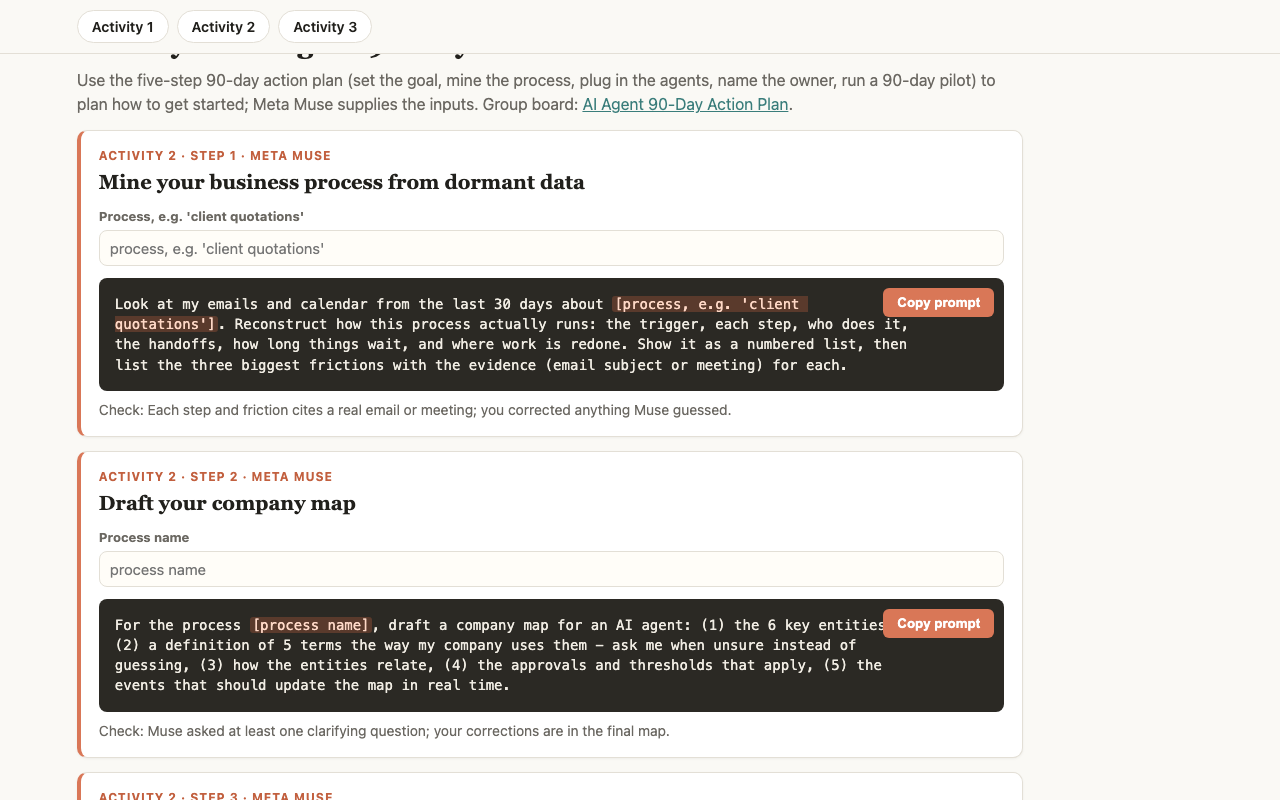 Activity 1
Activity 2
Activity 3
Use the five-step 90-day action plan (set the goal, mine the process, plug in the agents, name the owner, run a 90-day pilot) to
plan how to get started; Meta Muse supplies the inputs. Group board: AI Agent 90-Day Action Plan.
ACTIVITY 2 · STEP 1 · META MUSE
Mine your business process from dormant data
Process, e.g. 'client quotations'
process, e.g. 'client quotations'
Look at my emails and calendar from the last 30 days about [process, e.g. 'client
quotations']. Reconstruct how this process actually runs: the trigger, each step, who does it,
the handoffs, how long things wait, and where work is redone. Show it as a numbered list, then
list the three biggest frictions with the evidence (email subject or meeting) for each.
Copy prompt
Check: Each step and friction cites a real email or meeting; you corrected anything Muse guessed.
ACTIVITY 2 · STEP 2 · META MUSE
Draft your company map
Process name
process name
For the process [process name], draft a company map for an AI agent: (1) the 6 key entities
(2) a definition of 5 terms the way my company uses them — ask me when unsure instead of
guessing, (3) how the entities relate, (4) the approvals and thresholds that apply, (5) the
events that should update the map in real time.
Copy prompt
Check: Muse asked at least one clarifying question; your corrections are in the final map.
ACTIVITY 2 · STEP 3 · META MUSE